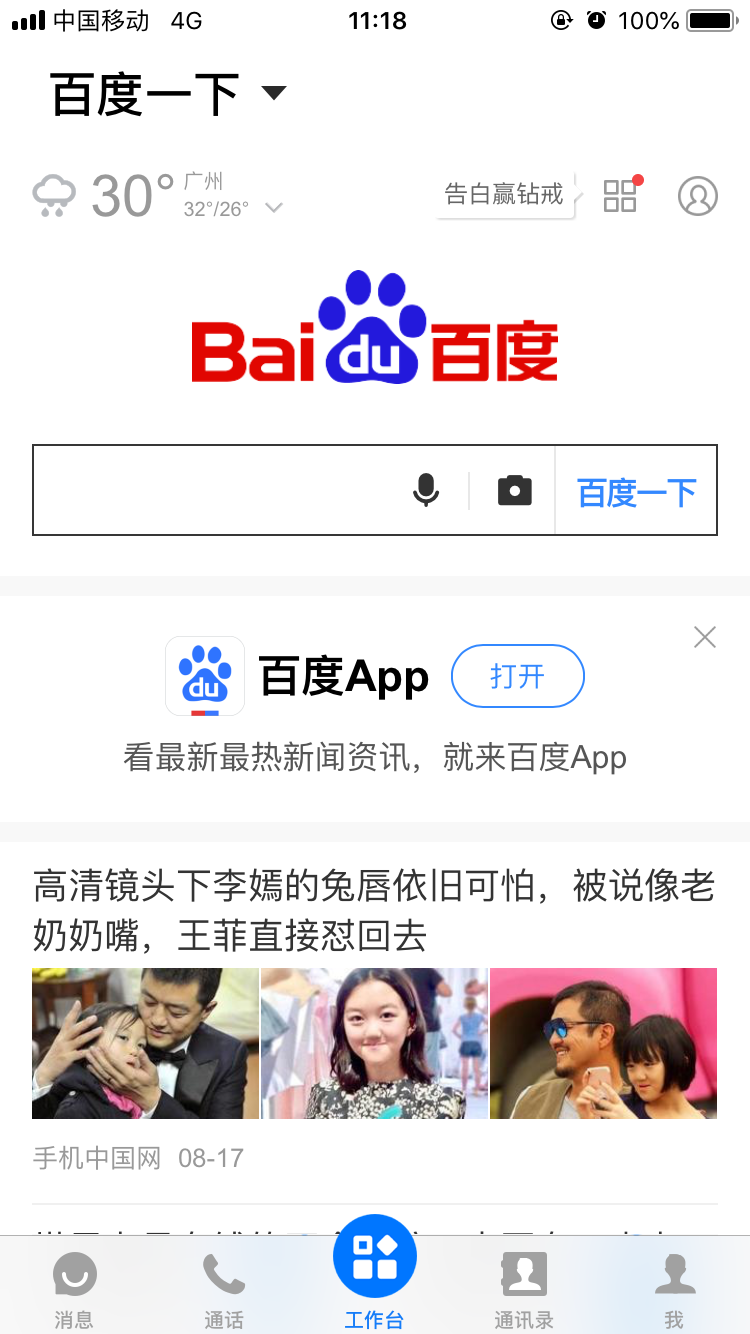 中国移动 4G 11:18 100%
百度一下
30° 广州
32°/26°
告白赢钻戒
Bai du 百度
百度一下
du 百度App 打开
看最新最热新闻资讯，就来百度App
高清镜头下李嫣的兔唇依旧可怕，被说像老
奶奶嘴，王菲直接怼回去
手机中国网 08-17
消息 通话 工作台 通讯录 我